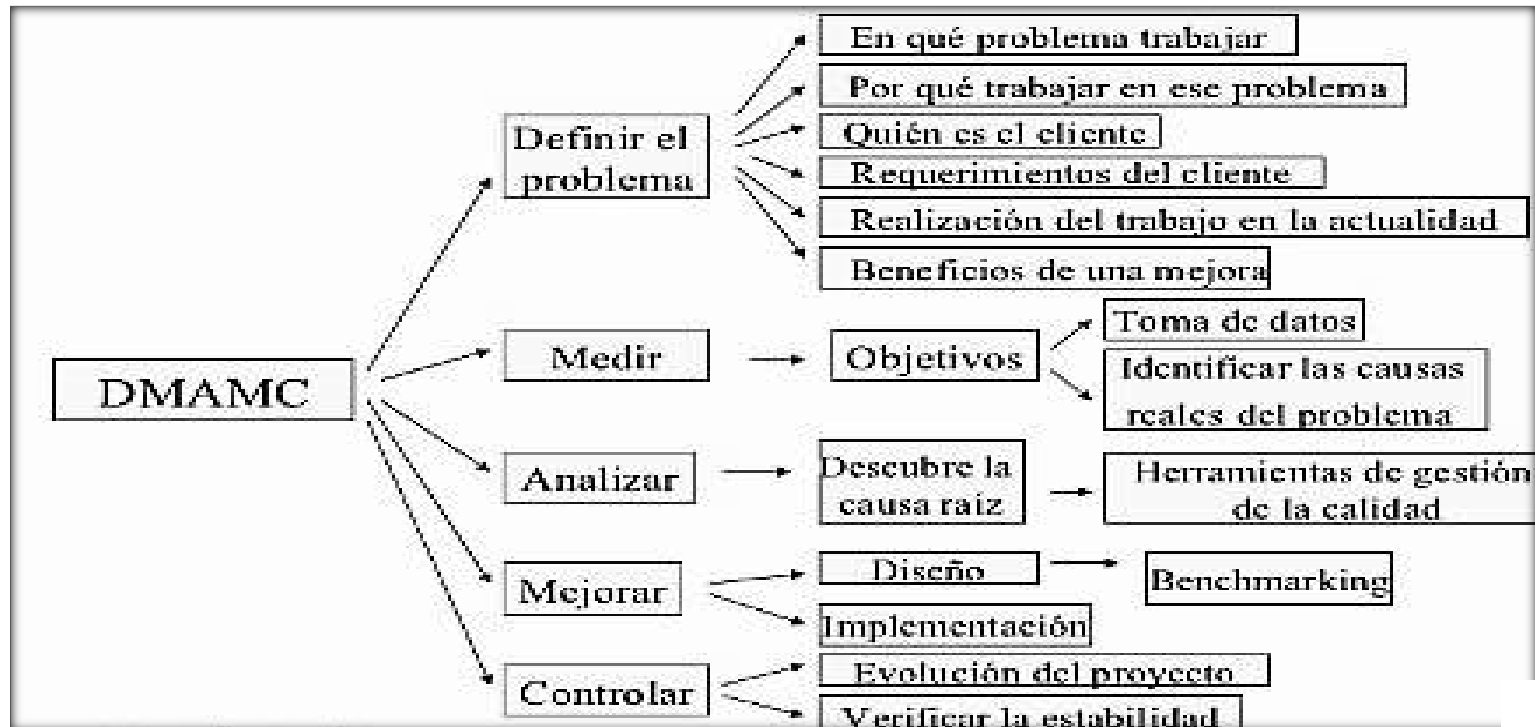 DMAMC
Definir el
problema
En qué problema trabajar
Por qué trabajar en ese problema
Quién es el cliente
Requerimientos del cliente
Realización del trabajo en la actualidad
Beneficios de una mejora
Medir
Objetivos
Toma de datos
Identificar las causas
reales del problema
Analizar
Descubre la
causa raiz
Herramientas de gestión
de la calidad
Mejorar
Diseño
Benchmarking
Implementación
Controlar
Evolución del proyecto
Verificar la estabilidad